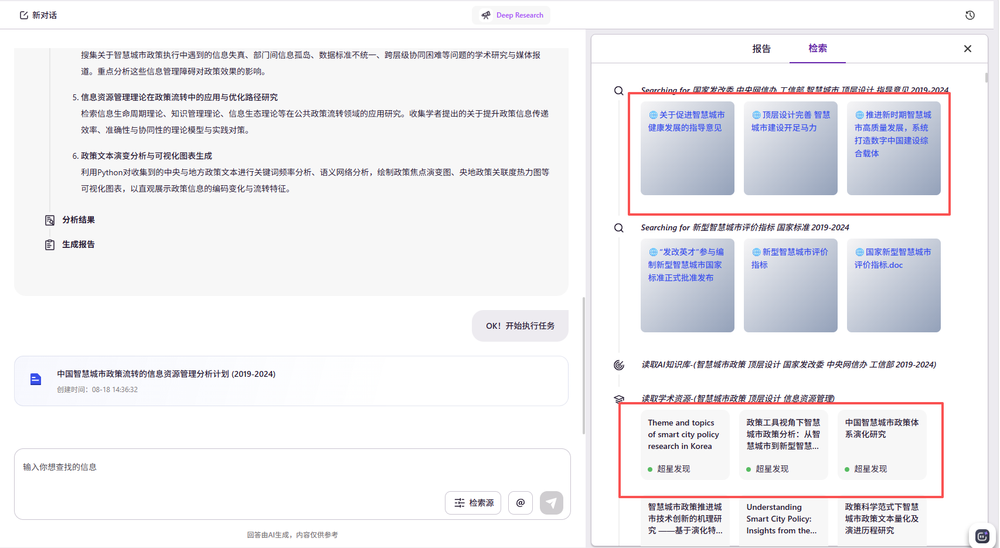 新对话
Deep Research
搜集关于智慧城市政策执行中遇到的信息失真、部门间信息孤岛、数据标准不统一、跨层级协同困难等问题的学术研究与媒体报
道。重点分析这些信息管理障碍对政策效果的影响。
5. 信息资源管理理论在政策流转中的应用与优化路径研究
检索信息生命周期理论、知识管理理论、信息生态理论等在公共政策流转领域的应用研究。收集学者提出的关于提升政策信息传递
效率、准确性与协同性的理论模型与实践对策。
6. 政策文本演变分析与可视化图表生成
利用Python对收集到的中央与地方政策文本进行关键词频率分析、语义网络分析，绘制政策焦点演变图、央地政策关联度热力图等
可视化图表，以直观展示政策信息的编码变化与流转特征。
分析结果
生成报告
OK！开始执行任务
中国智慧城市政策流转的信息资源管理分析计划 (2019-2024)
创建时间：08-18 14:36:32
输入你想查找的信息
检索源
@
回答由AI生成，内容仅供参考
报告
检索
Searching for 国家发改委 中央网信办 工信部 智慧城市 顶层设计 指导意见 2019-2024
关于促进智慧城市
健康发展的指导意见
顶层设计完善 智慧
城市建设开足马力
推进新时期智慧城
市高质量发展，系统
打造数字中国建设综
合载体
Searching for 新型智慧城市评价指标 国家标准 2019-2024
“发改英才”参与编
制新型智慧城市国家
标准正式批准发布
新型智慧城市评价
指标
国家新型智慧城市
评价指标.doc
读取AI知识库-(智慧城市政策 顶层设计 国家发改委 中央网信办 工信部 2019-2024)
读取学术资源-(智慧城市政策 顶层设计 信息资源管理)
Theme and topics
of smart city policy
research in Korea
超星发现
政策工具视角下智慧
城市政策分析：从智
慧城市到新型智慧...
超星发现
中国智慧城市政策体
系演化研究
超星发现
智慧城市政策推进城
市技术创新的机理研
究 ——基于演化特...
Understanding
Smart City Policy:
Insights from the...
政策科学范式下智慧
城市政策文本量化及
演进历程研究